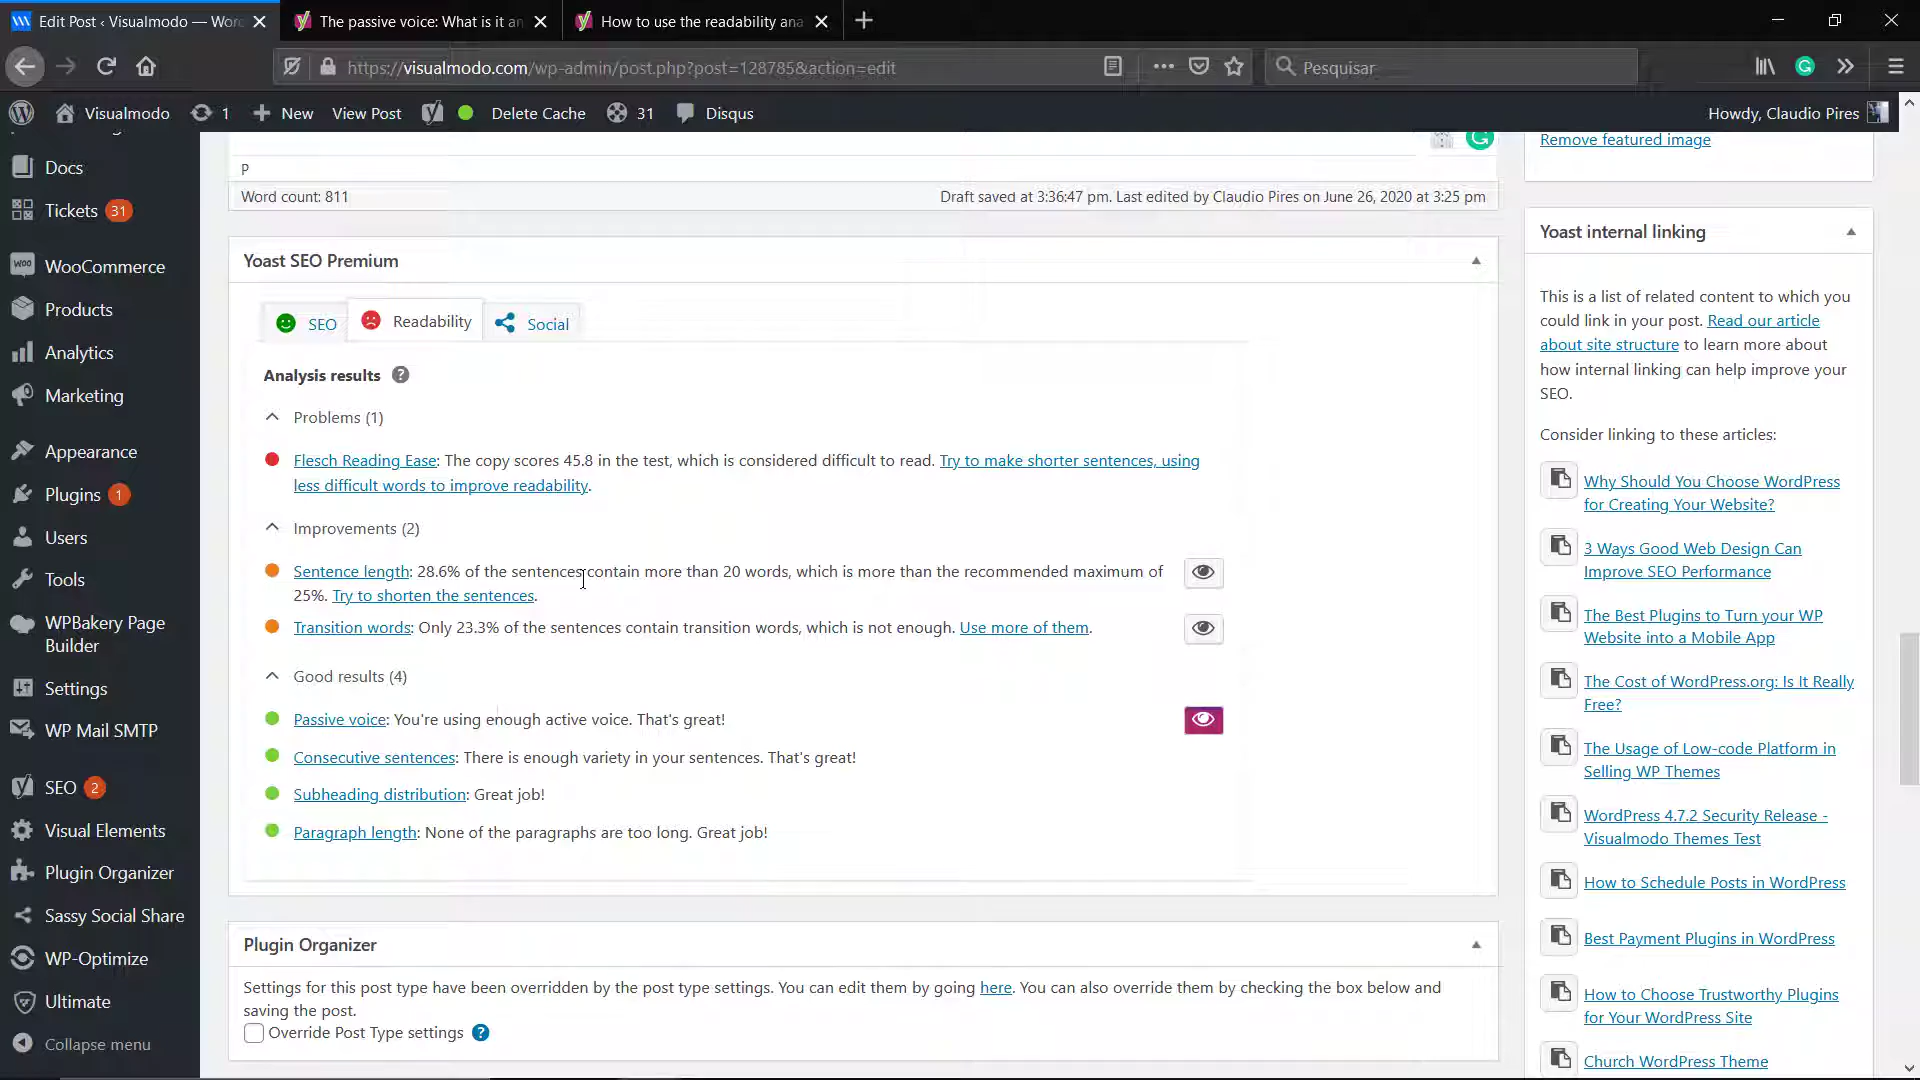 Edit Post ‹ Visualmodo — Wor
The passive voice: What is it an
How to use the readability ana
https://visualmodo.com/wp-admin/post.php?post=128785&action=edit
Pesquisar
Visualmodo
1
New
View Post
Delete Cache
31
Disqus
Howdy, Claudio Pires
Docs
Tickets 31
WooCommerce
Products
Analytics
Marketing
Appearance
Plugins 1
Users
Tools
WPBakery Page
Builder
Settings
WP Mail SMTP
SEO 2
Visual Elements
Plugin Organizer
Sassy Social Share
WP-Optimize
Ultimate
Collapse menu
P
Word count: 811
Draft saved at 3:36:47 pm. Last edited by Claudio Pires on June 26, 2020 at 3:25 pm
Yoast SEO Premium
SEO
Readability
Social
Analysis results
Problems (1)
Flesch Reading Ease: The copy scores 45.8 in the test, which is considered difficult to read. Try to make shorter sentences, using
less difficult words to improve readability.
Improvements (2)
Sentence length: 28.6% of the sentences contain more than 20 words, which is more than the recommended maximum of
25%. Try to shorten the sentences.
Transition words: Only 23.3% of the sentences contain transition words, which is not enough. Use more of them.
Good results (4)
Passive voice: You're using enough active voice. That's great!
Consecutive sentences: There is enough variety in your sentences. That's great!
Subheading distribution: Great job!
Paragraph length: None of the paragraphs are too long. Great job!
Plugin Organizer
Settings for this post type have been overridden by the post type settings. You can edit them by going here. You can also override them by checking the box below and
saving the post.
Override Post Type settings
Remove featured image
Yoast internal linking
This is a list of related content to which you
could link in your post. Read our article
about site structure to learn more about
how internal linking can help improve your
SEO.
Consider linking to these articles:
Why Should You Choose WordPress
for Creating Your Website?
3 Ways Good Web Design Can
Improve SEO Performance
The Best Plugins to Turn your WP
Website into a Mobile App
The Cost of WordPress.org: Is It Really
Free?
The Usage of Low-code Platform in
Selling WP Themes
WordPress 4.7.2 Security Release -
Visualmodo Themes Test
How to Schedule Posts in WordPress
Best Payment Plugins in WordPress
How to Choose Trustworthy Plugins
for Your WordPress Site
Church WordPress Theme